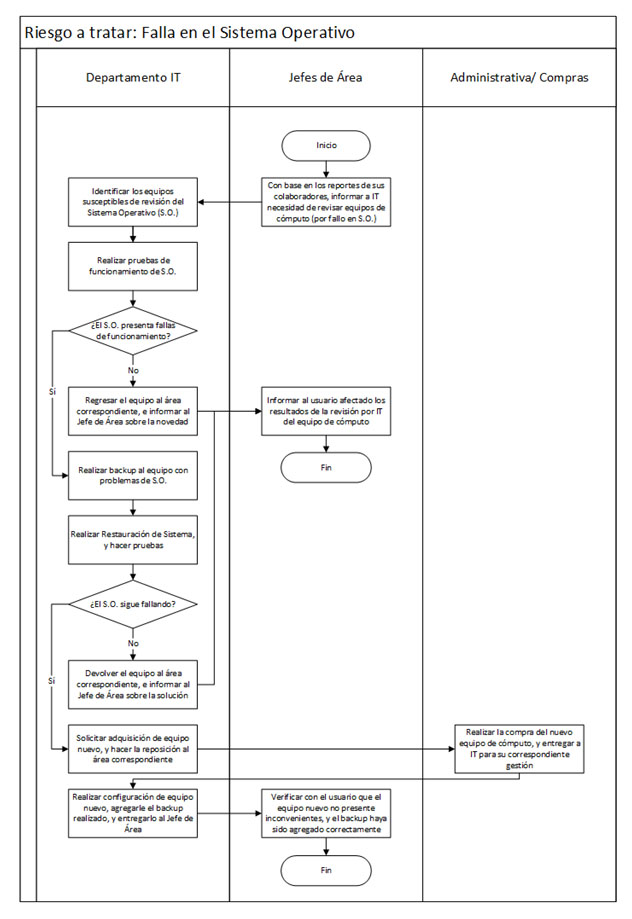 Riesgo a tratar: Falla en el Sistema Operativo
Departamento IT
Jefes de Área
Administrativa/ Compras
Inicio
Con base en los reportes de sus
colaboradores, informar a IT
necesidad de revisar equipos de
cómputo (por fallo en S.O.)
Identificar los equipos
susceptibles de revisión del
Sistema Operativo (S.O.)
Realizar pruebas de
funcionamiento de S.O.
¿El S.O. presenta fallas
de funcionamiento?
No
Sí
Regresar el equipo al área
correspondiente, e informar al
Jefe de Área sobre la novedad
Informar al usuario afectado los
resultados de la revisión por IT
del equipo de cómputo
Fin
Realizar backup al equipo con
problemas de S.O.
Realizar Restauración de Sistema,
y hacer pruebas
¿El S.O. sigue fallando?
No
Sí
Devolver el equipo al área
correspondiente, e informar al
Jefe de Área sobre la solución
Solicitar adquisición de equipo
nuevo, y hacer la reposición al
área correspondiente
Realizar la compra del nuevo
equipo de cómputo, y entregar a
IT para su correspondiente
gestión
Realizar configuración de equipo
nuevo, agregarle el backup
realizado, y entregarlo al Jefe de
Área
Verificar con el usuario que el
equipo nuevo no presente
inconvenientes, y el backup haya
sido agregado correctamente
Fin